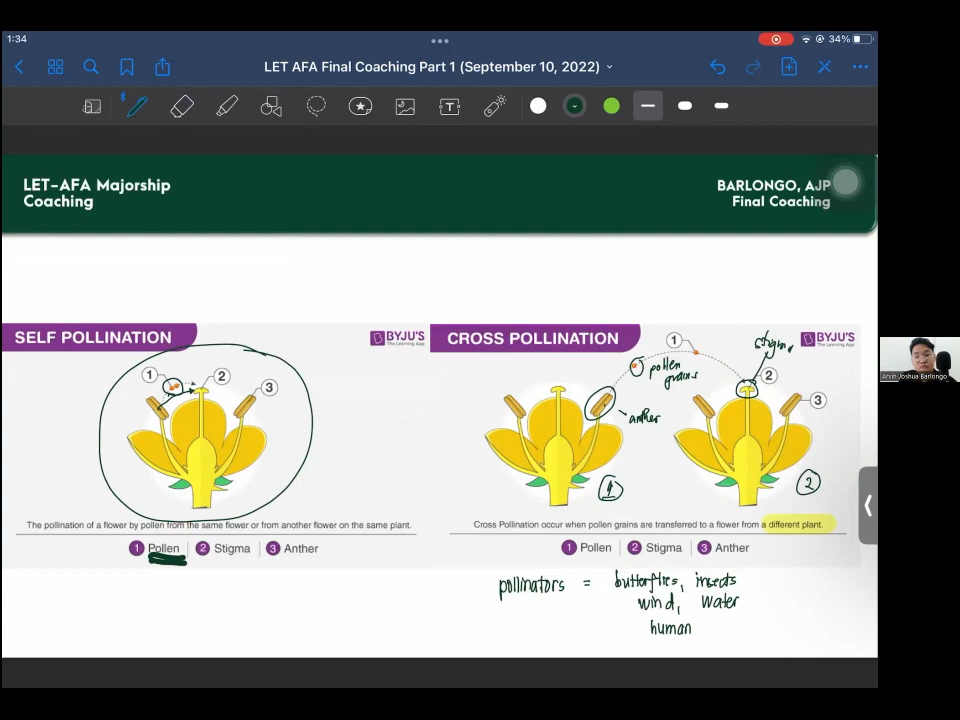 1:34
34%
LET AFA Final Coaching Part 1 (September 10, 2022)
LET-AFA Majorship
Coaching
BARLONGO, AJP
Final Coaching
SELF POLLINATION
BYJU'S
The Learning App
1
2
3
The pollination of a flower by pollen from the same flower or from another flower on the same plant.
1 Pollen 2 Stigma 3 Anther
CROSS POLLINATION
BYJU'S
The Learning App
1
stigma
pollen
grains
2
3
anther
1
2
Cross Pollination occur when pollen grains are transferred to a flower from a different plant.
1 Pollen 2 Stigma 3 Anther
pollinators = butterflies, insects
wind, water
human
Arvin Joshua Barlongo